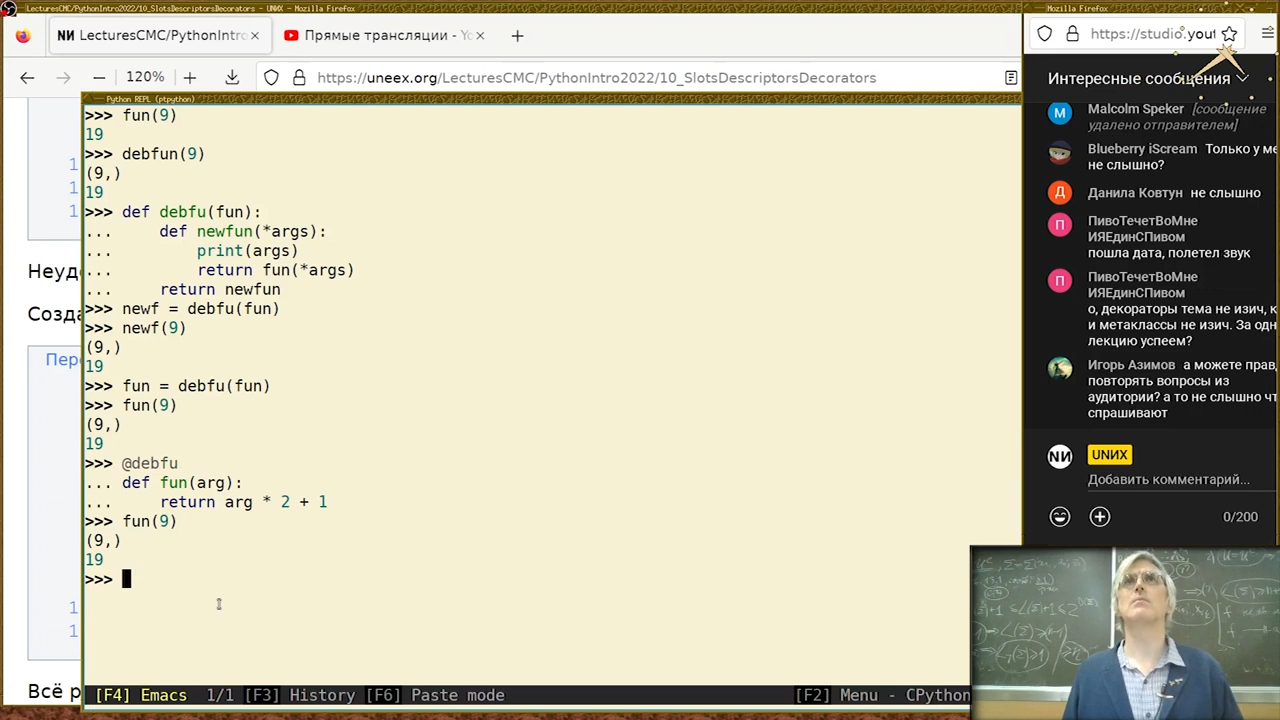 LecturesCMC/PythonIntro2022/10_SlotsDescriptorsDecorators - UNИX - Mozilla Firefox
Mozilla Firefox
NИ LecturesCMC/PythonIntro
Прямые трансляции - Yo
https://studio.yout
120%
https://uneex.org/LecturesCMC/PythonIntro2022/10_SlotsDescriptorsDecorators
Интересные сообщения
Python REPL (ptpython)
>>> fun(9)
19
>>> debfun(9)
(9,)
19
>>> def debfu(fun):
...     def newfun(*args):
...         print(args)
...         return fun(*args)
...     return newfun
>>> newf = debfu(fun)
>>> newf(9)
(9,)
19
>>> fun = debfu(fun)
>>> fun(9)
(9,)
19
>>> @debfu
... def fun(arg):
...     return arg * 2 + 1
>>> fun(9)
(9,)
19
>>>
[F4] Emacs  1/1 [F3] History [F6] Paste mode
[F2] Menu - CPython
1
1
1
Неуд
Созда
Пере
1
1
Всё р
M Malcolm Speker [сообщение
удалено отправителем]
Blueberry iScream Только у ме
не слышно?
Д Данила Ковтун не слышно
П ПивоТечетВоМне
ИЯЕдинСПивом
пошла дата, полетел звук
П ПивоТечетВоМне
ИЯЕдинСПивом
о, декораторы тема не изич, к
и метаклассы не изич. За одн
лекцию успеем?
Игорь Азимов а можете прав
повторять вопросы из
аудитории? а то не слышно чт
спрашивают
NИ UNИX
Добавить комментарий...
0/200